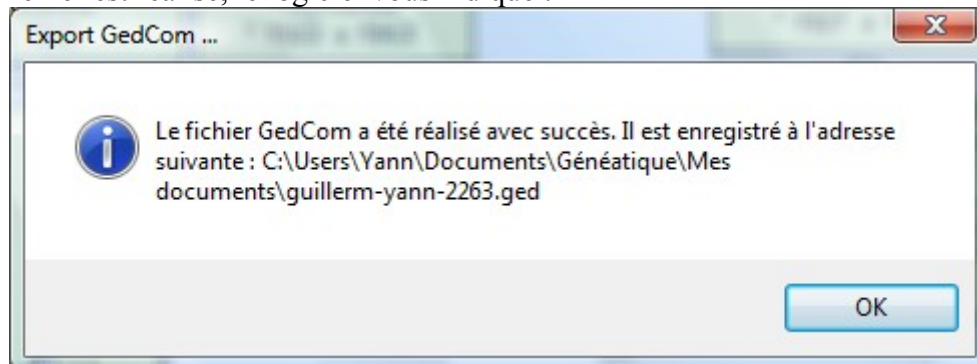 Export GedCom ...
Le fichier GedCom a été réalisé avec succès. Il est enregistré à l'adresse
suivante : C:\Users\Yann\Documents\Généatique\Mes
documents\guillerm-yann-2263.ged
OK